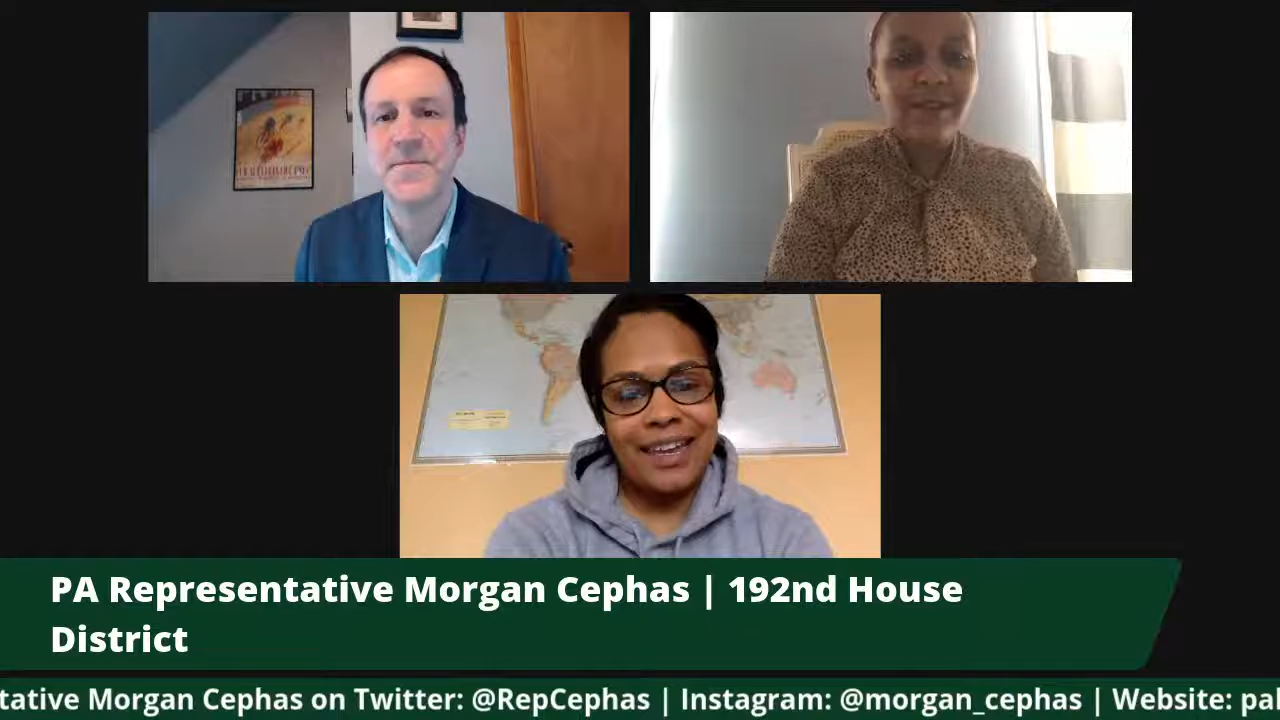 PA Representative Morgan Cephas | 192nd House
District
tative Morgan Cephas on Twitter: @RepCephas | Instagram: @morgan_cephas | Website: pa